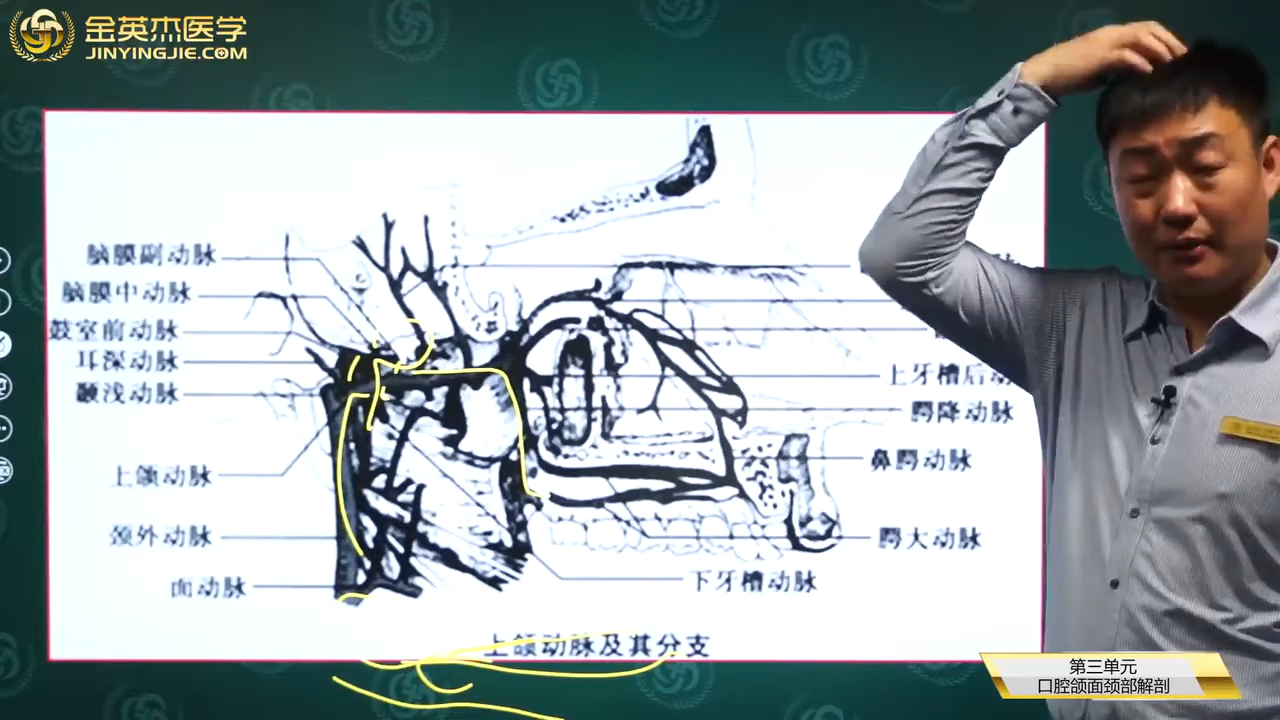 金英杰医学
JINYINGJIE.COM
脑膜副动脉
脑膜中动脉
鼓室前动脉
耳深动脉
颞浅动脉
上颌动脉
颈外动脉
面动脉
上牙槽后动
腭降动脉
鼻腭动脉
腭大动脉
下牙槽动脉
上颌动脉及其分支
第三单元
口腔颌面颈部解剖